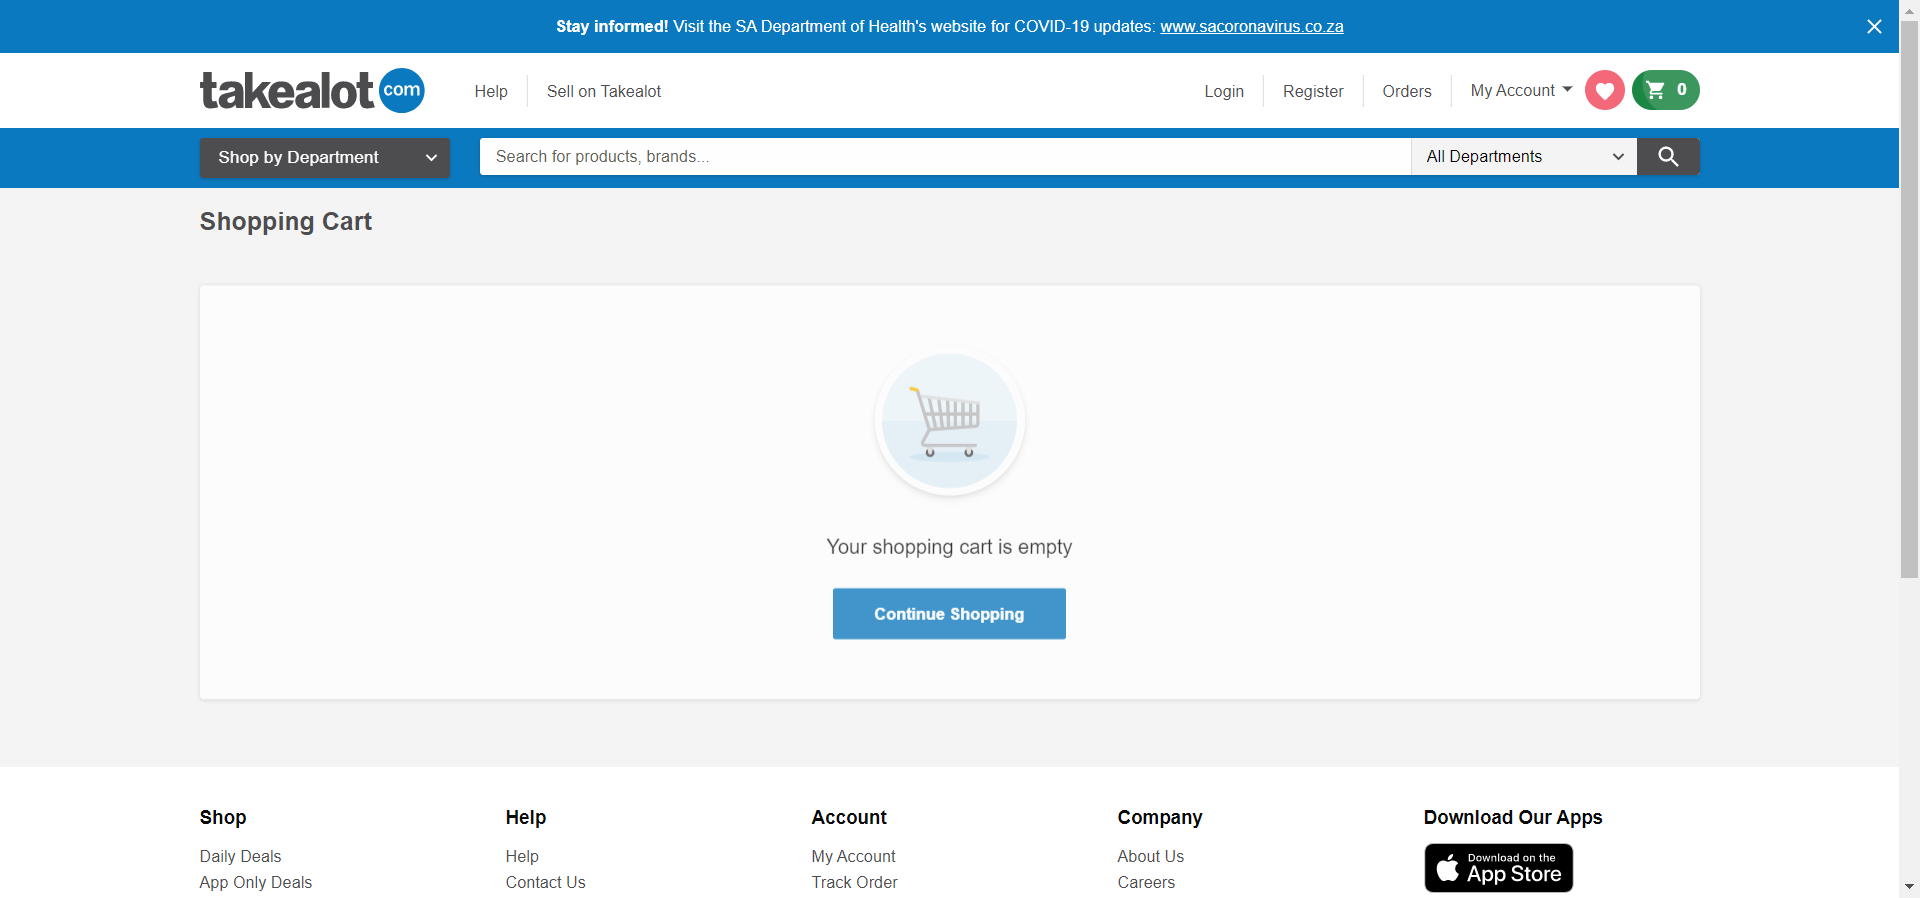 Stay informed! Visit the SA Department of Health's website for COVID-19 updates: www.sacoronavirus.co.za
takealot com
Help
Sell on Takealot
Login
Register
Orders
My Account
0
Shop by Department
Search for products, brands...
All Departments
Shopping Cart
Your shopping cart is empty
Continue Shopping
Shop
Daily Deals
App Only Deals
Help
Help
Contact Us
Account
My Account
Track Order
Company
About Us
Careers
Download Our Apps
Download on the
App Store